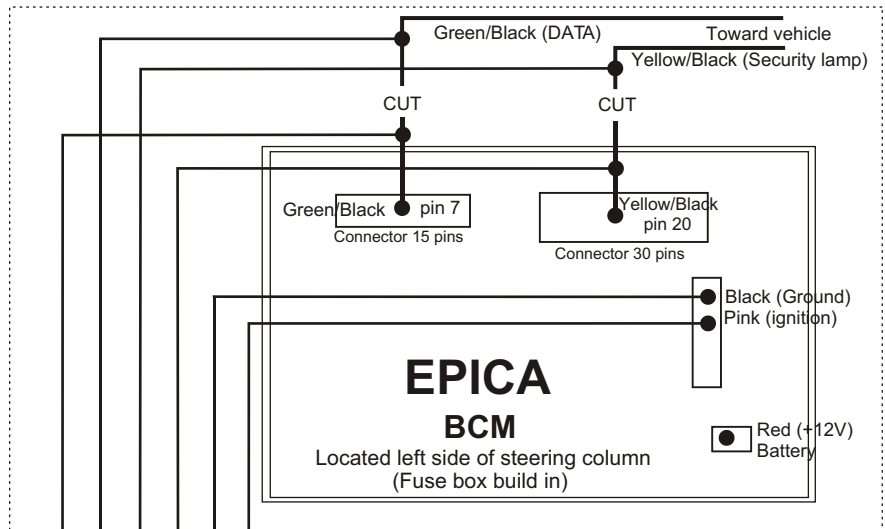 Green/Black (DATA)
Toward vehicle
Yellow/Black (Security lamp)
CUT
CUT
Green/Black
pin 7
Connector 15 pins
Yellow/Black
pin 20
Connector 30 pins
Black (Ground)
Pink (ignition)
EPICA
BCM
Located left side of steering column
(Fuse box build in)
Red (+12V)
Battery